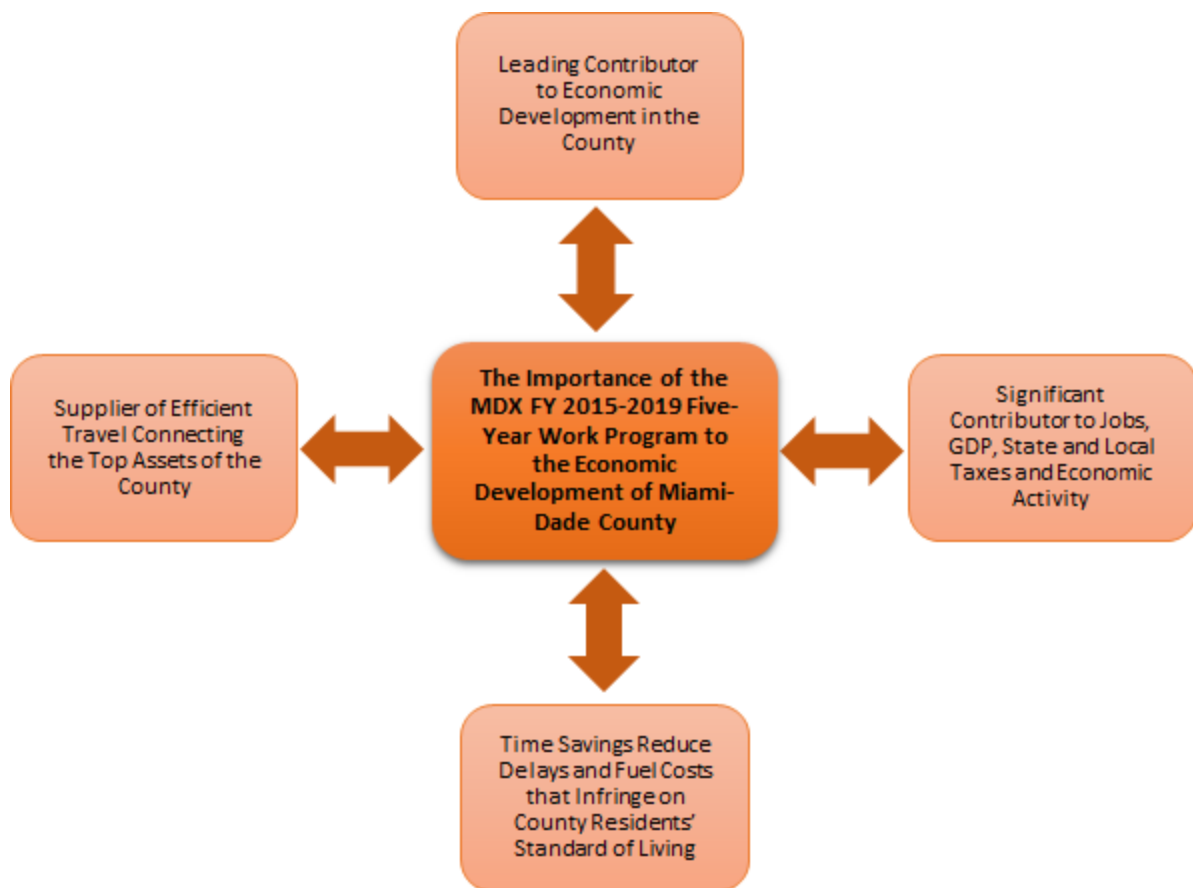 Leading Contributor
to Economic
Development in the
County
Supplier of Efficient
Travel Connecting
the Top Assets of the
County
The Importance of the
MDX FY 2015-2019 Five-
Year Work Program to
the Economic
Development of Miami-
Dade County
Significant
Contributor to Jobs,
GDP, State and Local
Taxes and Economic
Activity
Time Savings Reduce
Delays and Fuel Costs
that Infringe on
County Residents’
Standard of Living